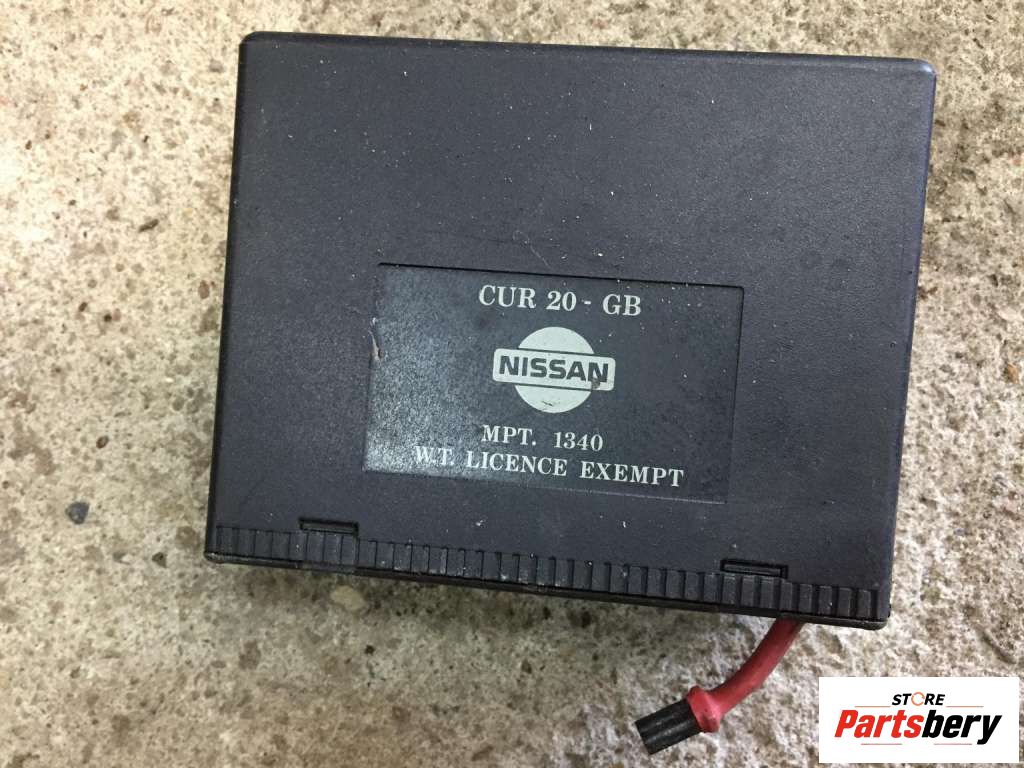 CUR 20 - GB
NISSAN
MPT. 1340
W.T. LICENCE EXEMPT
STORE
Partsbery